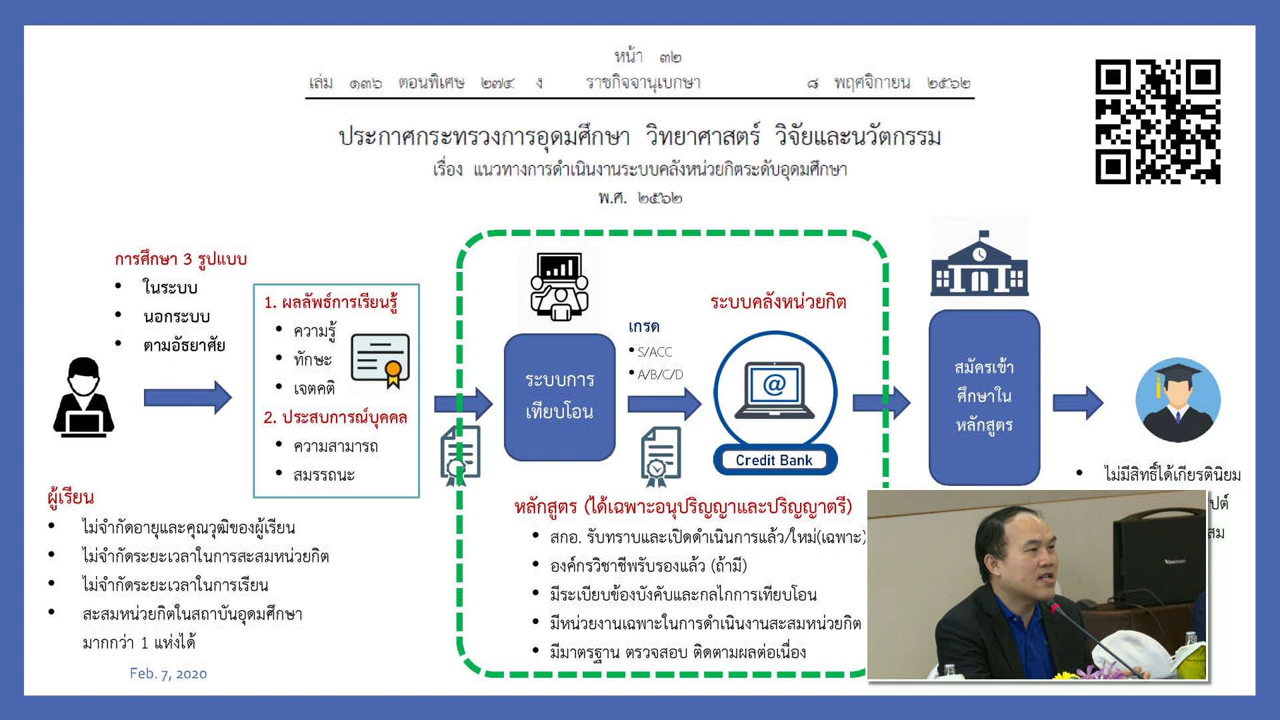 หน้า ๓๒
เล่ม ๑๓๖ ตอนพิเศษ ๒๗๔ ง ราชกิจจานุเบกษา ๘ พฤศจิกายน ๒๕๖๒
ประกาศกระทรวงการอุดมศึกษา วิทยาศาสตร์ วิจัยและนวัตกรรม
เรื่อง แนวทางการดำเนินงานระบบคลังหน่วยกิตระดับอุดมศึกษา
พ.ศ. ๒๕๖๒
การศึกษา 3 รูปแบบ
• ในระบบ
• นอกระบบ
• ตามอัธยาศัย
1. ผลลัพธ์การเรียนรู้
• ความรู้
• ทักษะ
• เจตคติ
2. ประสบการณ์บุคคล
• ความสามารถ
• สมรรถนะ
ระบบการ
เทียบโอน
เกรด
• S/ACC
• A/B/C/D
ระบบคลังหน่วยกิต
@
Credit Bank
สมัครเข้า
ศึกษาใน
หลักสูตร
ผู้เรียน
• ไม่จำกัดอายุและคุณวุฒิของผู้เรียน
• ไม่จำกัดระยะเวลาในการสะสมหน่วยกิต
• ไม่จำกัดระยะเวลาในการเรียน
• สะสมหน่วยกิตในสถาบันอุดมศึกษา
มากกว่า 1 แห่งได้
Feb. 7, 2020
หลักสูตร (ได้เฉพาะอนุปริญญาและปริญญาตรี)
• สกอ. รับทราบและเปิดดำเนินการแล้ว/ใหม่(เฉพาะ)
• องค์กรวิชาชีพรับรองแล้ว (ถ้ามี)
• มีระเบียบข้องบังคับและกลไกการเทียบโอน
• มีหน่วยงานเฉพาะในการดำเนินงานสะสมหน่วยกิต
• มีมาตรฐาน ตรวจสอบ ติดตามผลต่อเนื่อง
• ไม่มีสิทธิ์ได้เกียรตินิยม